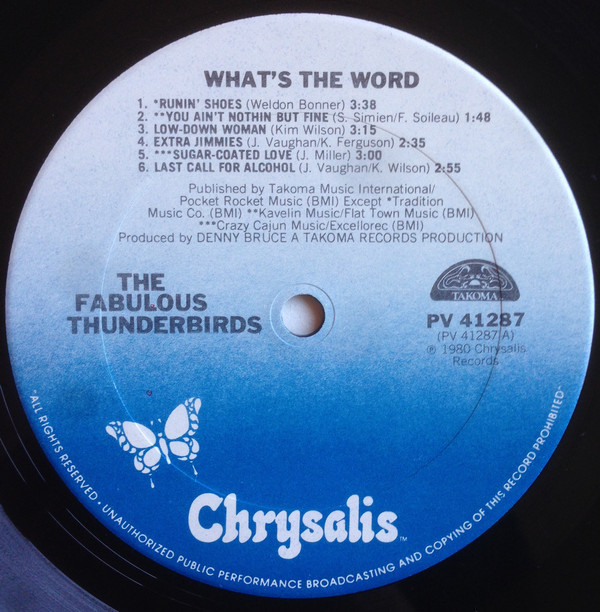 WHAT'S THE WORD
1. *RUNIN' SHOES (Weldon Bonner) 3:38
2. **YOU AIN'T NOTHIN BUT FINE (S. Simien/F. Soileau) 1:48
3. LOW-DOWN WOMAN (Kim Wilson) 3:15
4. EXTRA JIMMIES (J. Vaughan/K. Ferguson) 2:35
5. ***SUGAR-COATED LOVE (J. Miller) 3:00
6. LAST CALL FOR ALCOHOL (J. Vaughan/K. Wilson) 2:55
Published by Takoma Music International/
Pocket Rocket Music (BMI) Except *Tradition
Music Co. (BMI) **Kavelin Music/Flat Town Music (BMI)
***Crazy Cajun Music/Excellorec (BMI)
Produced by DENNY BRUCE A TAKOMA RECORDS PRODUCTION
THE
FABULOUS
THUNDERBIRDS
TAKOMA
PV 41287
(PV 41287 A)
℗ 1980 Chrysalis
Records
Chrysalis™
"ALL RIGHTS RESERVED • UNAUTHORIZED PUBLIC PERFORMANCE BROADCASTING AND COPYING OF THIS RECORD PROHIBITED"